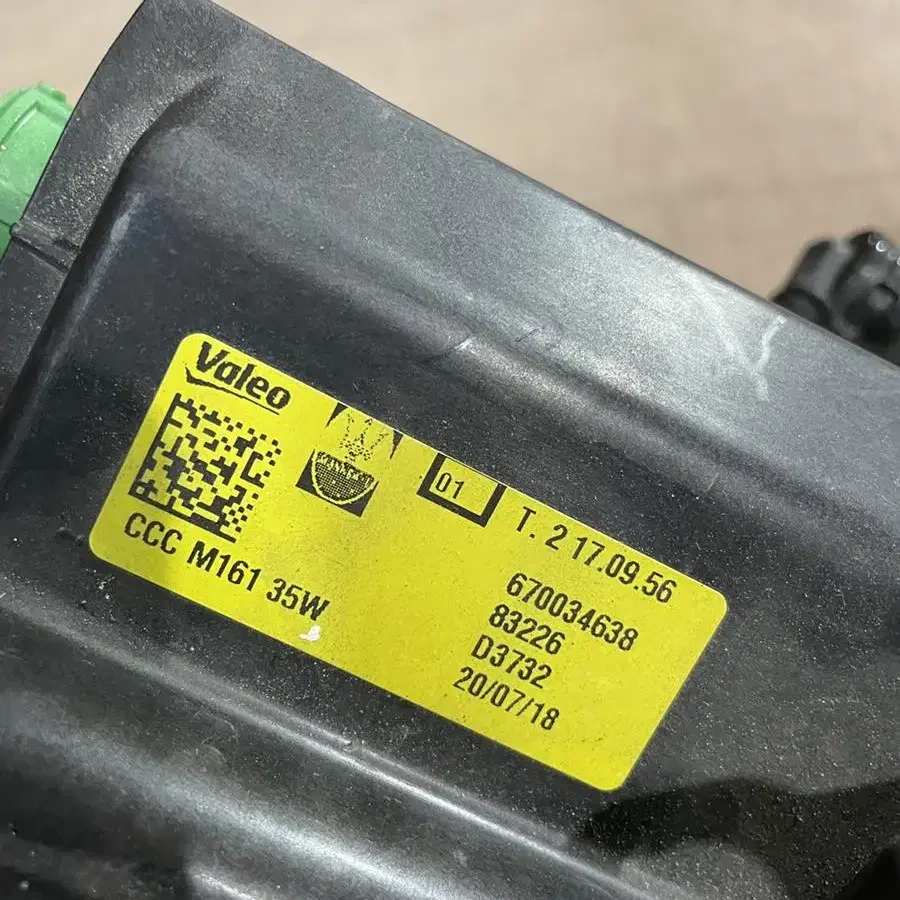 Valeo
01
T. 2 17.09.56
CCC M161 35W
670034638
83226
D3732
20/07/18